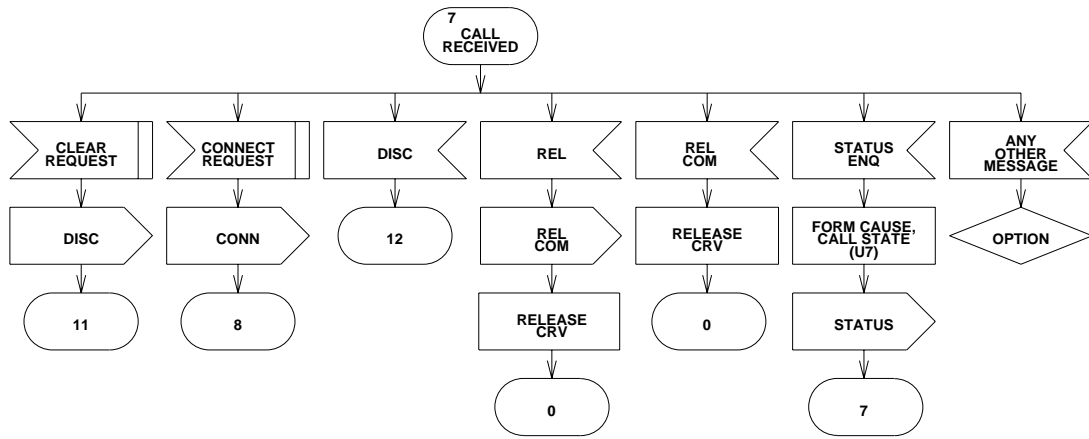 7
CALL
RECEIVED
CLEAR
REQUEST
CONNECT
REQUEST
DISC
REL
REL
COM
STATUS
ENQ
ANY
OTHER
MESSAGE
DISC
CONN
12
REL
COM
RELEASE
CRV
FORM CAUSE,
CALL STATE
(U7)
OPTION
11
8
RELEASE
CRV
0
STATUS
0
7